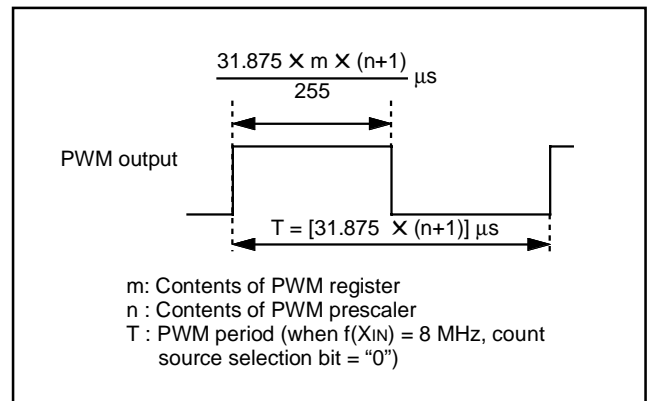 31.875 × m × (n+1)
255
μs
PWM output
T = [31.875 × (n+1)] μs
m: Contents of PWM register
n : Contents of PWM prescaler
T : PWM period (when f(XIN) = 8 MHz, count
source selection bit = “0”)